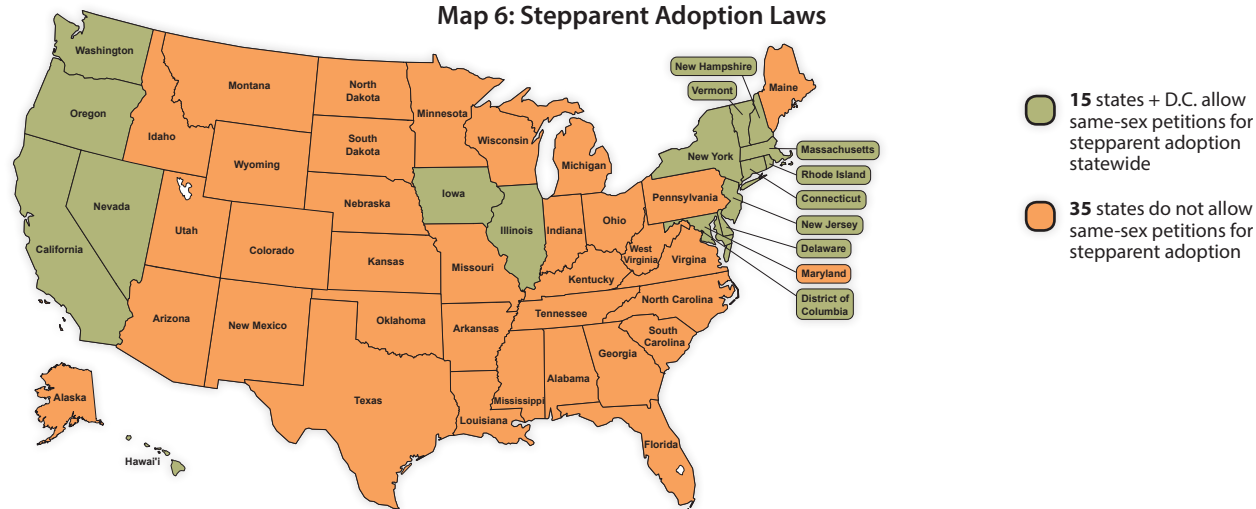 Map 6: Stepparent Adoption Laws
Washington
Oregon
California
Nevada
Idaho
Montana
Wyoming
Utah
Arizona
Colorado
New Mexico
North
Dakota
South
Dakota
Nebraska
Kansas
Oklahoma
Texas
Minnesota
Iowa
Missouri
Arkansas
Louisiana
Wisconsin
Illinois
Michigan
Indiana
Ohio
Kentucky
Tennessee
Mississippi
Alabama
Georgia
Florida
South
Carolina
North Carolina
Virgina
West
Virginia
Pennsylvania
New York
Maine
New Hampshire
Vermont
Massachusetts
Rhode Island
Connecticut
New Jersey
Delaware
Maryland
District of
Columbia
Alaska
Hawai'i
15 states + D.C. allow
same-sex petitions for
stepparent adoption
statewide
35 states do not allow
same-sex petitions for
stepparent adoption